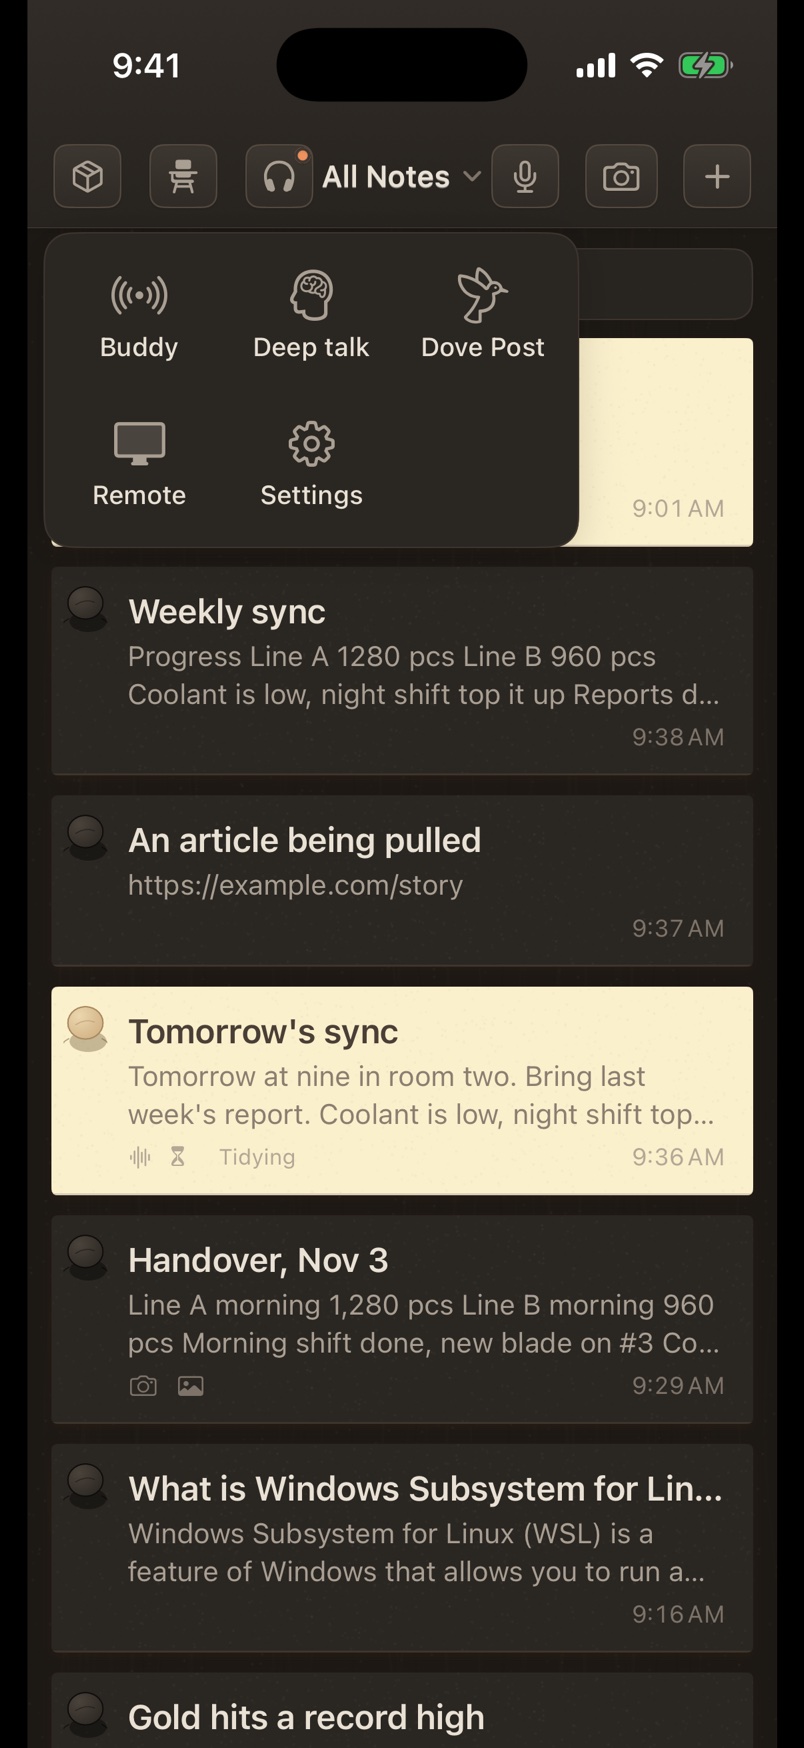 9:41
All Notes
Buddy
Deep talk
Dove Post
Remote
Settings
9:01 AM
Weekly sync
Progress Line A 1280 pcs Line B 960 pcs
Coolant is low, night shift top it up Reports d...
9:38 AM
An article being pulled
https://example.com/story
9:37 AM
Tomorrow's sync
Tomorrow at nine in room two. Bring last
week's report. Coolant is low, night shift top...
Tidying
9:36 AM
Handover, Nov 3
Line A morning 1,280 pcs Line B morning 960
pcs Morning shift done, new blade on #3 Co...
9:29 AM
What is Windows Subsystem for Lin...
Windows Subsystem for Linux (WSL) is a
feature of Windows that allows you to run a...
9:16 AM
Gold hits a record high